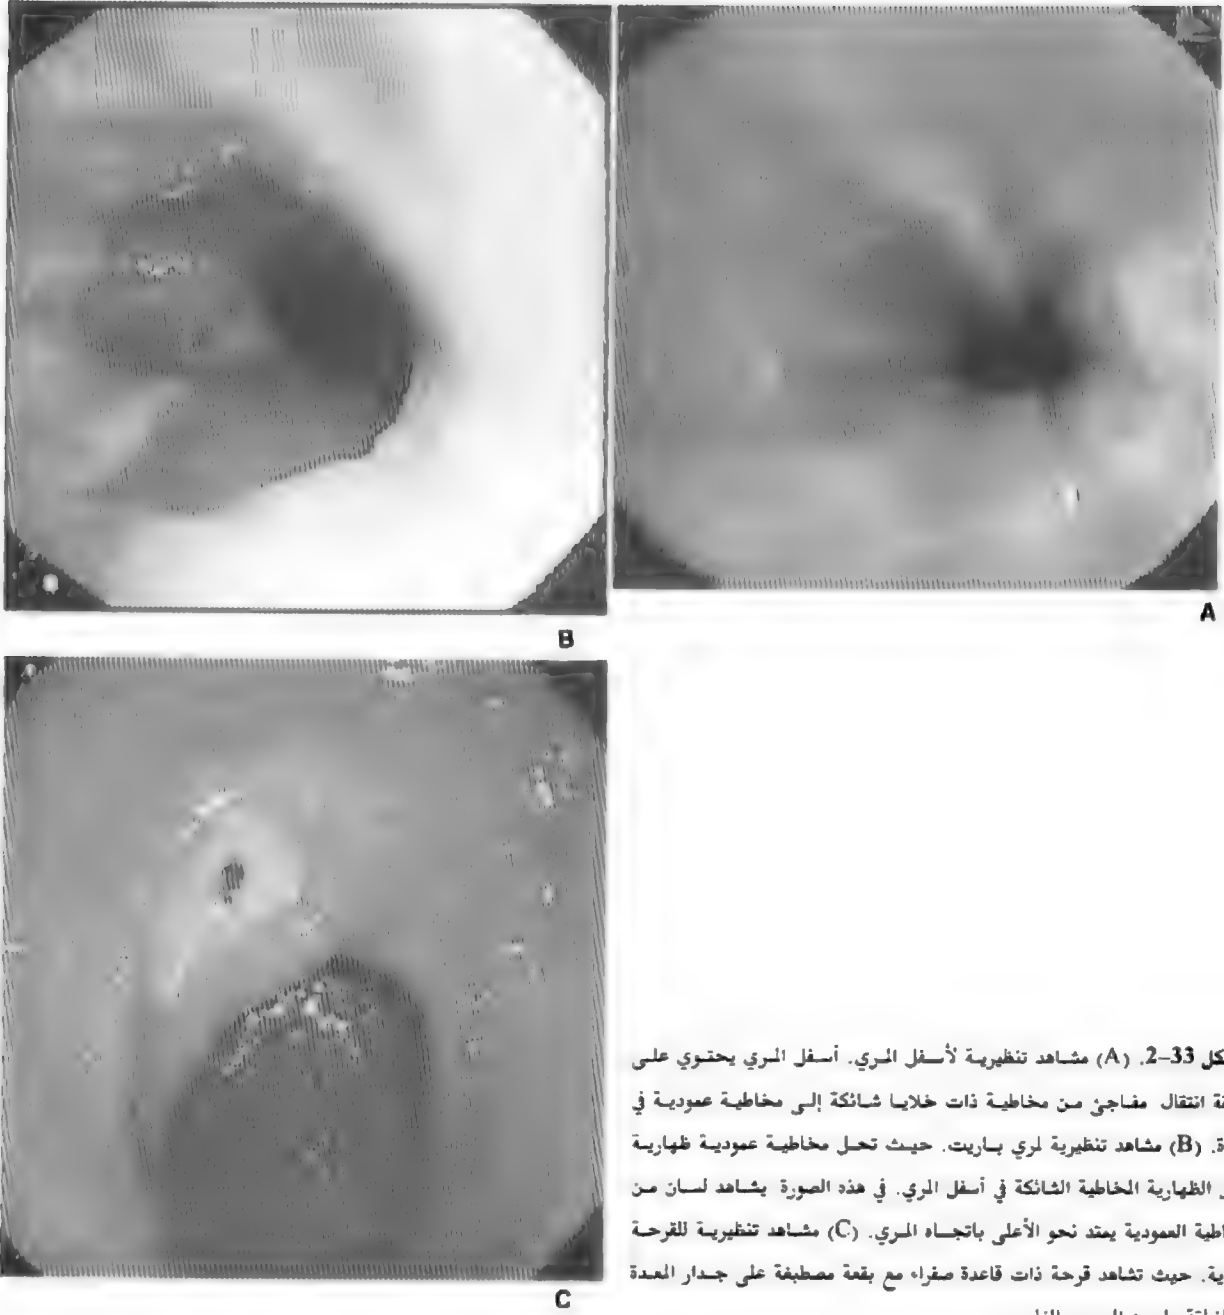 B
A
C
كل 33–2. (A) مشاهد تنظيرية لأسفل المري. أسفل المري يحتوي على
نة انتقال مفاجئ من مخاطية ذات خلايا شائكة إلى مخاطية عمودية في
ة. (B) مشاهد تنظيرية لمري باريت. حيث تحل مخاطية عمودية ظهارية
الظهارية المخاطية الشائكة في أسفل المري. في هذه الصورة يشاهد لسان من
اطية العمودية يمتد نحو الأعلى باتجاه المري. (C) مشاهد تنظيرية للقرحة
ية. حيث تشاهد قرحة ذات قاعدة صفراء مع بقعة مصطبغة على جدار المعدة